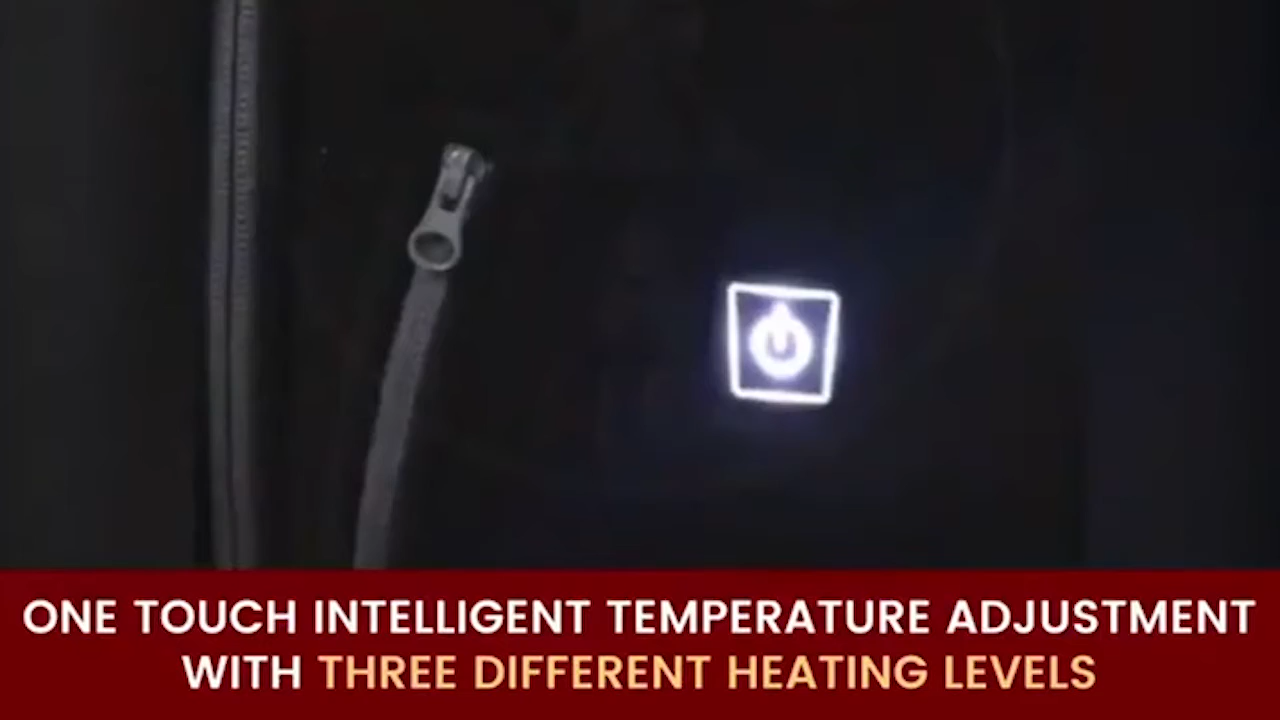 ONE TOUCH INTELLIGENT TEMPERATURE ADJUSTMENT
WITH THREE DIFFERENT HEATING LEVELS